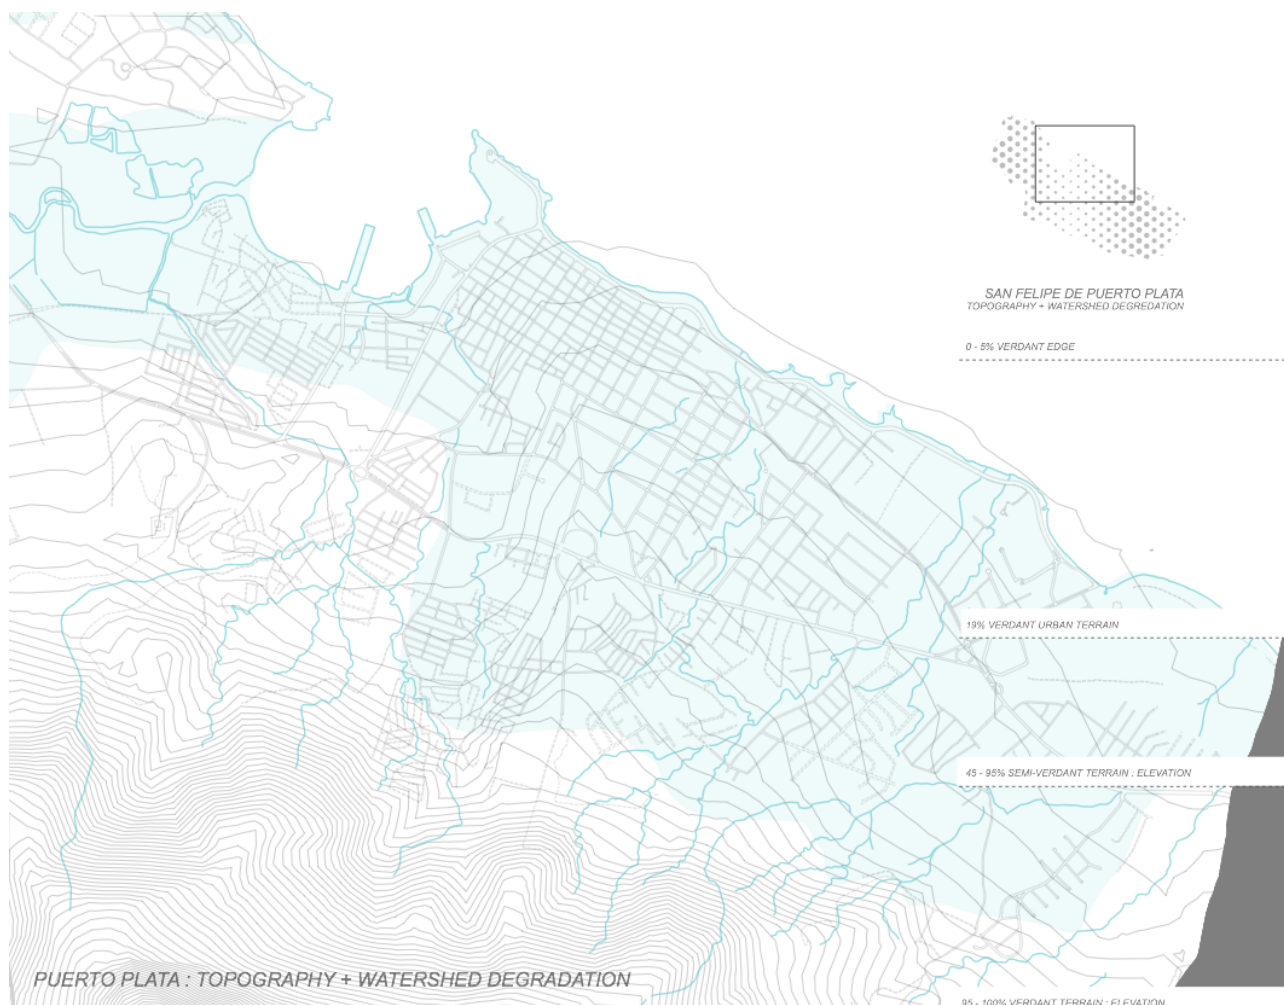 SAN FELIPE DE PUERTO PLATA
TOPOGRAPHY + WATERSHED DEGREDATION
0 - 5% VERDANT EDGE
19% VERDANT URBAN TERRAIN
45 - 95% SEMI-VERDANT TERRAIN : ELEVATION
PUERTO PLATA : TOPOGRAPHY + WATERSHED DEGRADATION
95 - 100% VERDANT TERRAIN : ELEVATION